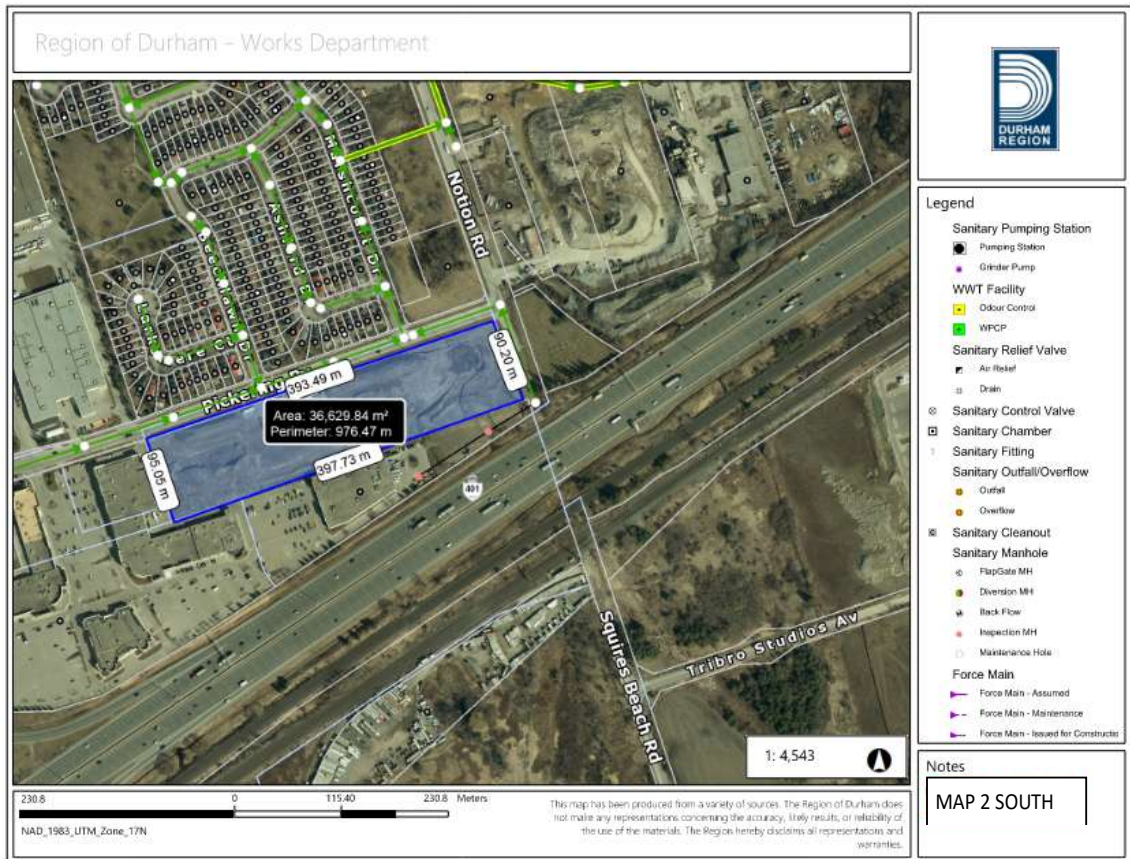 Region of Durham - Works Department
DURHAM
REGION
Notion Rd
Ashcourt Dr
Beechlawn Dr
393.49 m
90.20 m
Area: 36,629.84 m²
Perimeter: 976.47 m
397.73 m
95.05 m
401
Squires Beach Rd
Tribro Studios Av
1: 4,543
Legend
Sanitary Pumping Station
Pumping Station
Grinder Pump
WWT Facility
Odour Control
WPCP
Sanitary Relief Valve
Air Relief
Drain
Sanitary Control Valve
Sanitary Chamber
Sanitary Fitting
Sanitary Outfall/Overflow
Outfall
Overflow
Sanitary Cleanout
Sanitary Manhole
FlapGate MH
Diversion MH
Back Flow
Inspection MH
Maintenance Hole
Force Main
Force Main - Assumed
Force Main - Maintenance
Force Main - Issued for Constructio
Notes
MAP 2 SOUTH
230.8 0 115.40 230.8 Meters
NAD_1983_UTM_Zone_17N
This map has been produced from a variety of sources. The Region of Durham does
not make any representations concerning the accuracy, likely results, or reliability of
the use of the materials. The Region hereby disclaims all representations and
warranties.